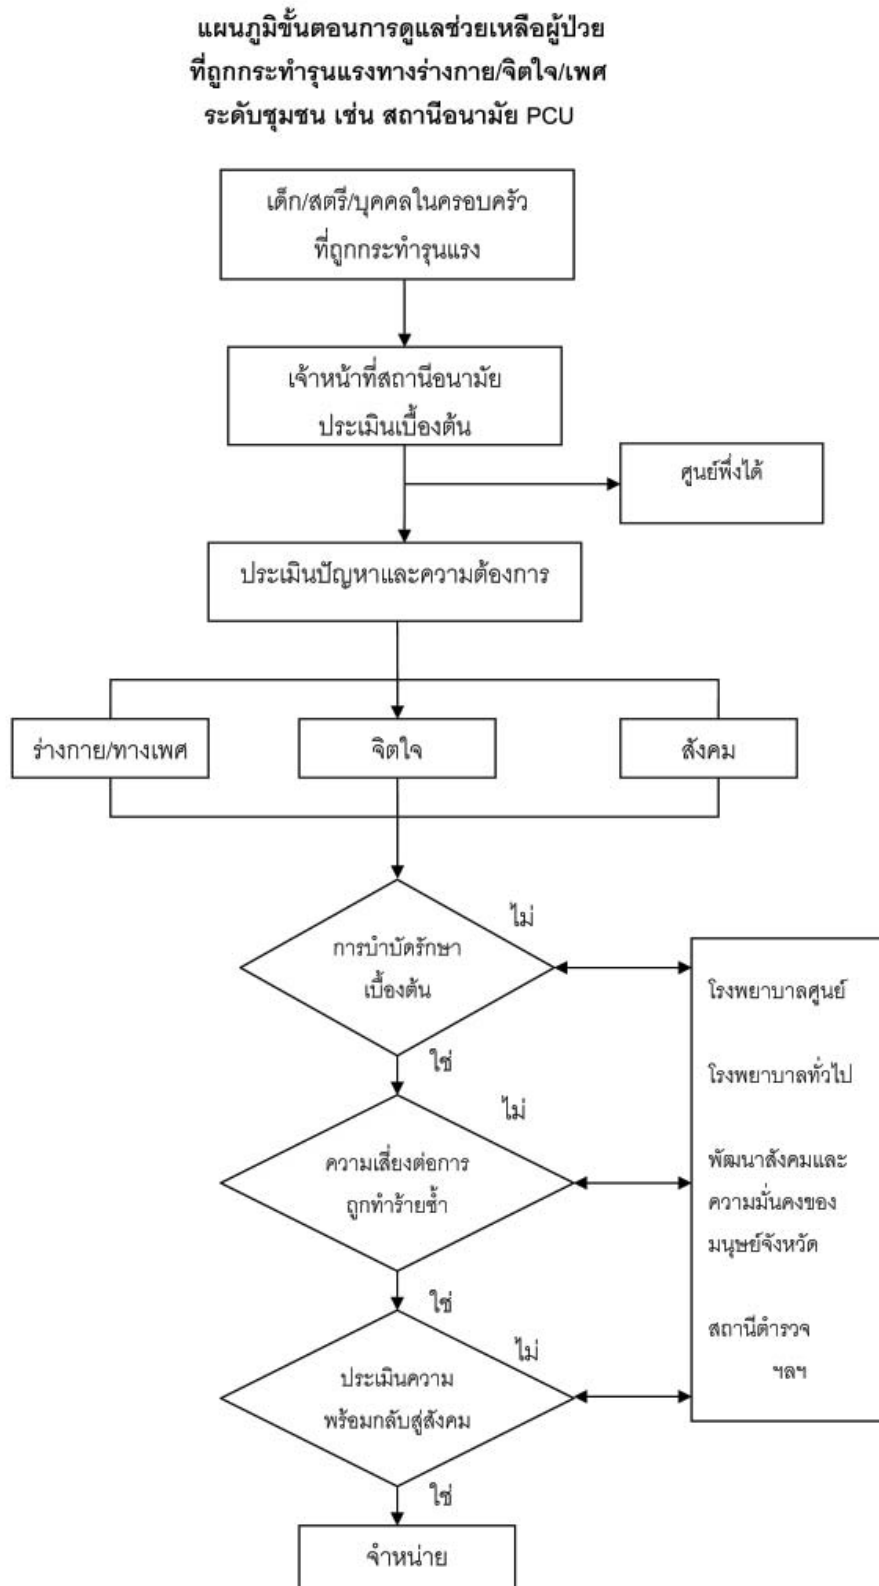 แผนภูมิขั้นตอนการดูแลช่วยเหลือผู้ป่วย
ที่ถูกกระทำรุนแรงทางร่างกาย/จิตใจ/เพศ
ระดับชุมชน เช่น สถานีอนามัย PCU
เด็ก/สตรี/บุคคลในครอบครัว
ที่ถูกกระทำรุนแรง
เจ้าหน้าที่สถานีอนามัย
ประเมินเบื้องต้น
ศูนย์พึ่งได้
ประเมินปัญหาและความต้องการ
ร่างกาย/ทางเพศ
จิตใจ
สังคม
ไม่
การบำบัดรักษา
เบื้องต้น
ใช่
ไม่
ความเสี่ยงต่อการ
ถูกทำร้ายซ้ำ
ใช่
ไม่
ประเมินความ
พร้อมกลับสู่สังคม
ใช่
จำหน่าย
โรงพยาบาลศูนย์
โรงพยาบาลทั่วไป
พัฒนาสังคมและ
ความมั่นคงของ
มนุษย์จังหวัด
สถานีตำรวจ
ฯลฯ